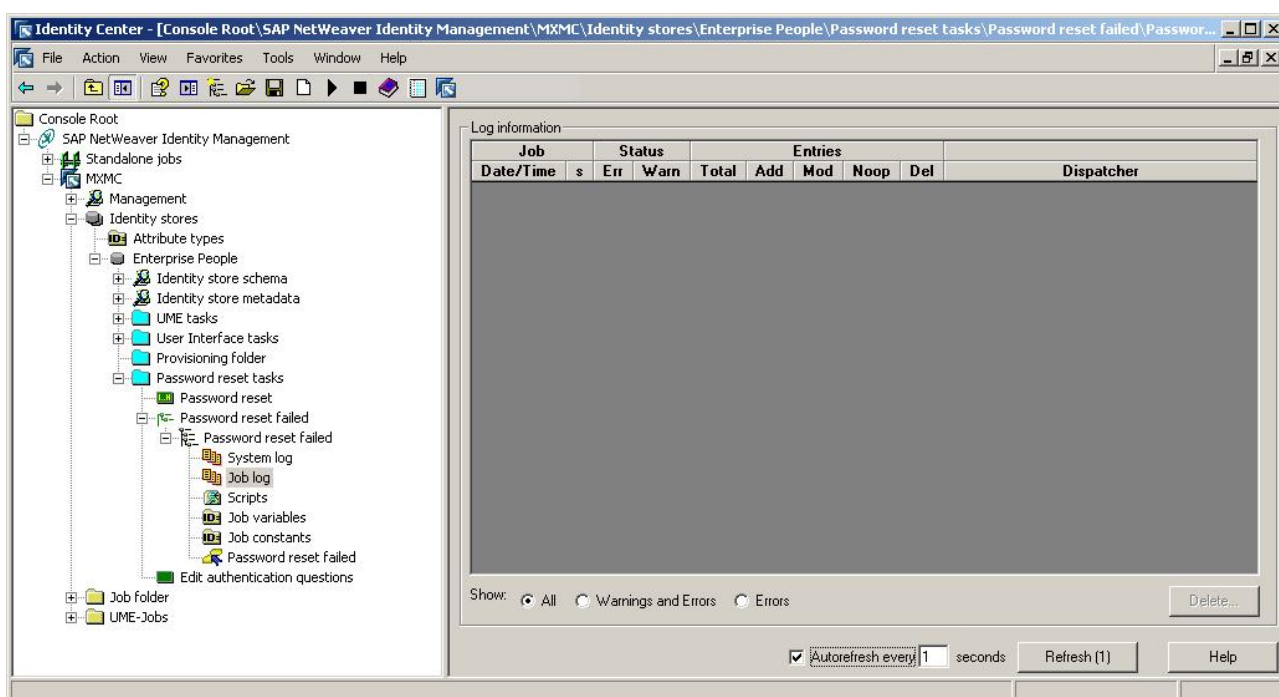 Identity Center - [Console Root\SAP NetWeaver Identity Management\MXMC\Identity stores\Enterprise People\Password reset tasks\Password reset failed\Passwor...
File Action View Favorites Tools Window Help
Console Root
SAP NetWeaver Identity Management
Standalone jobs
MXMC
Management
Identity stores
Attribute types
Enterprise People
Identity store schema
Identity store metadata
UME tasks
User Interface tasks
Provisioning folder
Password reset tasks
Password reset
Password reset failed
Password reset failed
System log
Job log
Scripts
Job variables
Job constants
Password reset failed
Edit authentication questions
Job folder
UME-Jobs
Log information
Job Status Entries
Date/Time s Err Warn Total Add Mod Noop Del Dispatcher
Show: All Warnings and Errors Errors Delete...
Autorefresh every 1 seconds Refresh (1) Help